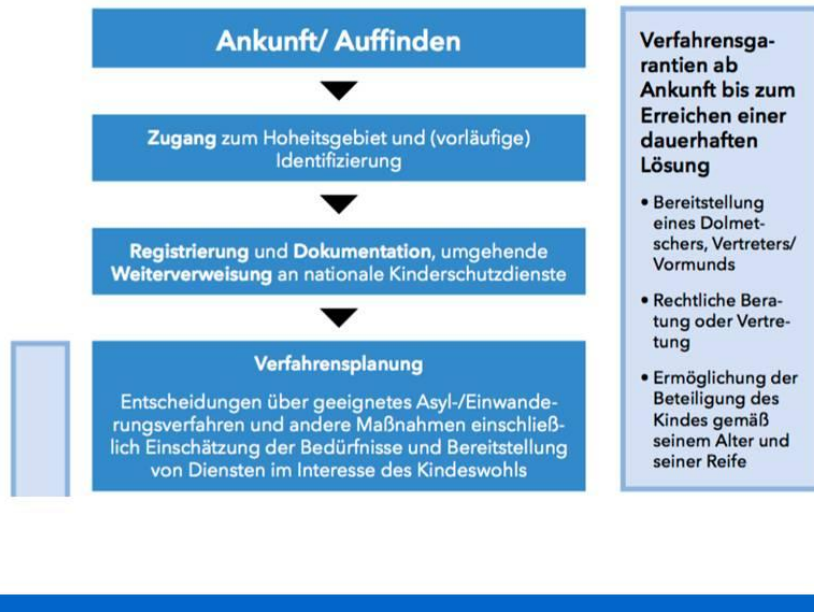 Ankunft/ Auffinden
Zugang zum Hoheitsgebiet und (vorläufige)
Identifizierung
Registrierung und Dokumentation, umgehende
Weiterverweisung an nationale Kinderschutzdienste
Verfahrensplanung
Entscheidungen über geeignetes Asyl-/Einwande-
rungsverfahren und andere Maßnahmen einschließ-
lich Einschätzung der Bedürfnisse und Bereitstellung
von Diensten im Interesse des Kindeswohls
Verfahrensga-
rantien ab
Ankunft bis zum
Erreichen einer
dauerhaften
Lösung
• Bereitstellung
eines Dolmet-
schers, Vertreters/
Vormunds
• Rechtliche Bera-
tung oder Vertre-
tung
• Ermöglichung der
Beteiligung des
Kindes gemäß
seinem Alter und
seiner Reife